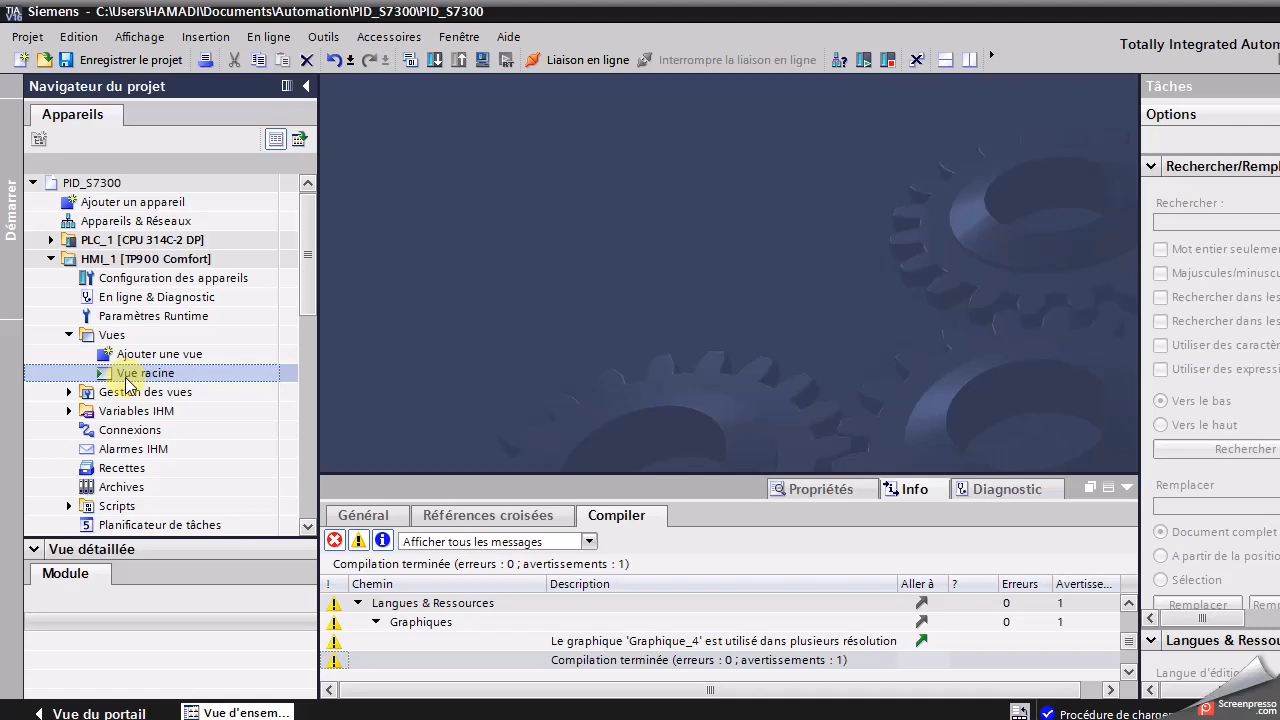 TIA
V16
Siemens - C:\Users\HAMADI\Documents\Automation\PID_S7300\PID_S7300
Projet Edition Affichage Insertion En ligne Outils Accessoires Fenêtre Aide
Totally Integrated Autom
Enregistrer le projet Liaison en ligne Interrompre la liaison en ligne
Navigateur du projet
Tâches
Appareils
Options
Démarrer
PID_S7300
Ajouter un appareil
Appareils & Réseaux
PLC_1 [CPU 314C-2 DP]
HMI_1 [TP900 Comfort]
Configuration des appareils
En ligne & Diagnostic
Paramètres Runtime
Vues
Ajouter une vue
Vue racine
Gestion des vues
Variables IHM
Connexions
Alarmes IHM
Recettes
Archives
Scripts
Planificateur de tâches
Vue détaillée
Module
Rechercher/Rempl
Rechercher :
Mot entier seulemen
Majuscules/minusc
Rechercher dans les
Rechercher dans les
Utiliser des caractè
Utiliser des expressi
Vers le bas
Vers le haut
Rechercher
Remplacer
Document complet
A partir de la positio
Sélection
Remplacer Rem
Langues & Ressou
Langue d'éditio
Propriétés Info Diagnostic
Général Références croisées Compiler
Afficher tous les messages
Compilation terminée (erreurs : 0 ; avertissements : 1)
! Chemin Description Aller à ? Erreurs Avertisse...
Langues & Ressources 0 1
Graphiques 0 1
Le graphique 'Graphique_4' est utilisé dans plusieurs résolution
Compilation terminée (erreurs : 0 ; avertissements : 1)
Vue du portail Vue d'ensem... Procédure de charge
Screenpresso
.com